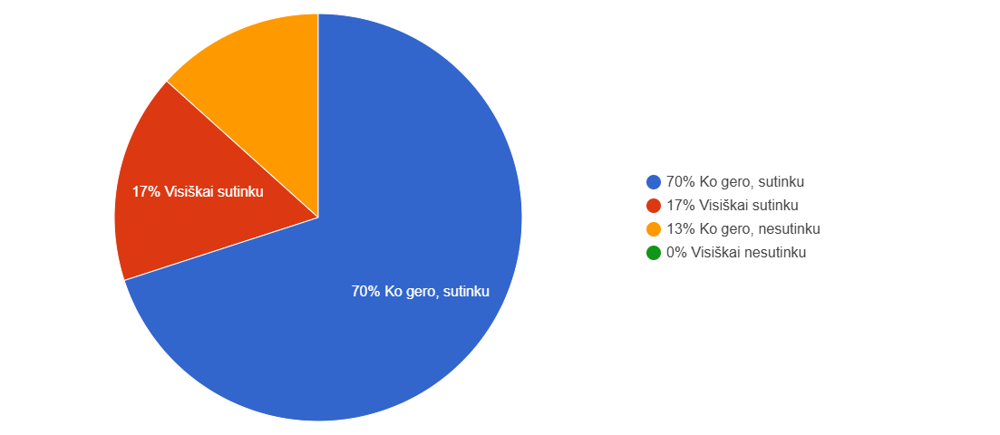 17% Visiškai sutinku
70% Ko gero, sutinku
70% Ko gero, sutinku
17% Visiškai sutinku
13% Ko gero, nesutinku
0% Visiškai nesutinku